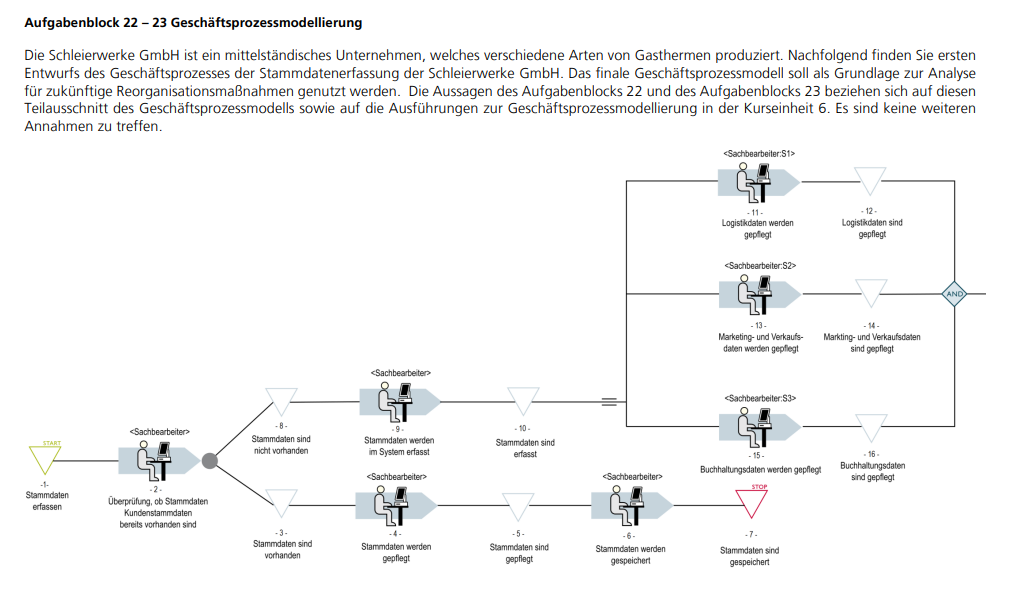 Aufgabenblock 22 – 23 Geschäftsprozessmodellierung
Die Schleierwerke GmbH ist ein mittelständisches Unternehmen, welches verschiedene Arten von Gasthermen produziert. Nachfolgend finden Sie ersten
Entwurfs des Geschäftsprozesses der Stammdatenerfassung der Schleierwerke GmbH. Das finale Geschäftsprozessmodell soll als Grundlage zur Analyse
für zukünftige Reorganisationsmaßnahmen genutzt werden. Die Aussagen des Aufgabenblocks 22 und des Aufgabenblocks 23 beziehen sich auf diesen
Teilausschnitt des Geschäftsprozessmodells sowie auf die Ausführungen zur Geschäftsprozessmodellierung in der Kurseinheit 6. Es sind keine weiteren
Annahmen zu treffen.
<Sachbearbeiter:S1>
- 11 -
Logistikdaten werden
gepflegt
- 12 -
Logistikdaten sind
gepflegt
<Sachbearbeiter:S2>
- 13 -
Marketing- und Verkaufs-
daten werden gepflegt
- 14 -
Markting- und Verkaufsdaten
sind gepflegt
AND
<Sachbearbeiter:S3>
- 15 -
Buchhaltungsdaten werden gepflegt
- 16 -
Buchhaltungsdaten
sind gepflegt
- 8 -
Stammdaten sind
nicht vorhanden
<Sachbearbeiter>
- 9 -
Stammdaten werden
im System erfasst
- 10 -
Stammdaten sind
erfasst
START
-1-
Stammdaten
erfassen
<Sachbearbeiter>
- 2 -
Überprüfung, ob Stammdaten
Kundenstammdaten
bereits vorhanden sind
- 3 -
Stammdaten sind
vorhanden
<Sachbearbeiter>
- 4 -
Stammdaten werden
gepflegt
- 5 -
Stammdaten sind
gepflegt
<Sachbearbeiter>
- 6 -
Stammdaten werden
gespeichert
STOP
- 7 -
Stammdaten sind
gespeichert